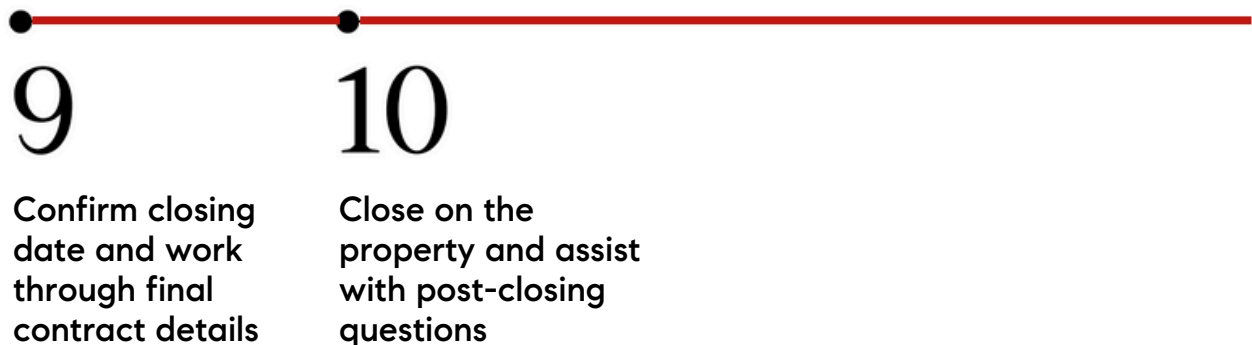 9
Confirm closing
date and work
through final
contract details
10
Close on the
property and assist
with post-closing
questions